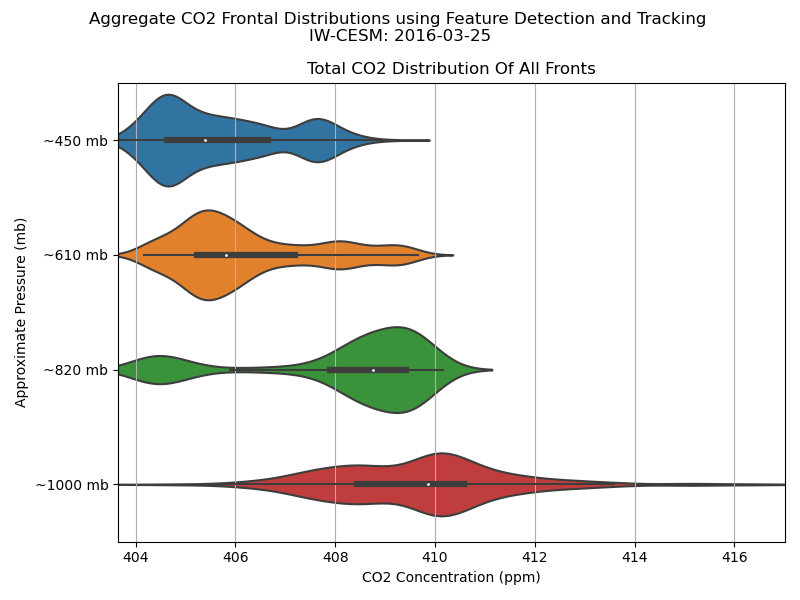 Aggregate CO2 Frontal Distributions using Feature Detection and Tracking
IW-CESM: 2016-03-25
Total CO2 Distribution Of All Fronts
~450 mb
~610 mb
~820 mb
~1000 mb
Approximate Pressure (mb)
404 406 408 410 412 414 416
CO2 Concentration (ppm)